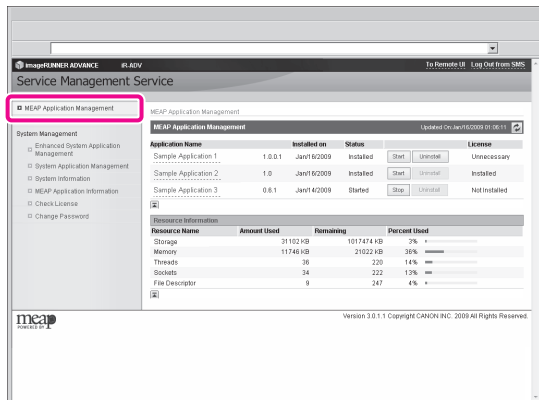 imageRUNNER ADVANCE iR-ADV To Remote UI Log Out from SMS
Service Management Service
MEAP Application Management
System Management
Enhanced System Application
Management
System Application Management
System Information
MEAP Application Information
Check License
Change Password
MEAP Application Management
MEAP Application Management Updated On:Jan/16/2009 01:06:11
Application Name Installed on Status License
Sample Application 1 1.0.0.1 Jan/16/2009 Installed Start Uninstall Unnecessary
Sample Application 2 1.0 Jan/16/2009 Installed Start Uninstall Installed
Sample Application 3 0.6.1 Jan/14/2009 Started Stop Uninstall Not Installed
Resource Information
Resource Name Amount Used Remaining Percent Used
Storage 31102 KB 1017474 KB 3%
Memory 11746 KB 21022 KB 36%
Threads 36 220 14%
Sockets 34 222 13%
File Descriptor 9 247 4%
meap
POWERED BY
Version 3.0.1.1 Copyright CANON INC. 2009 All Rights Reserved.